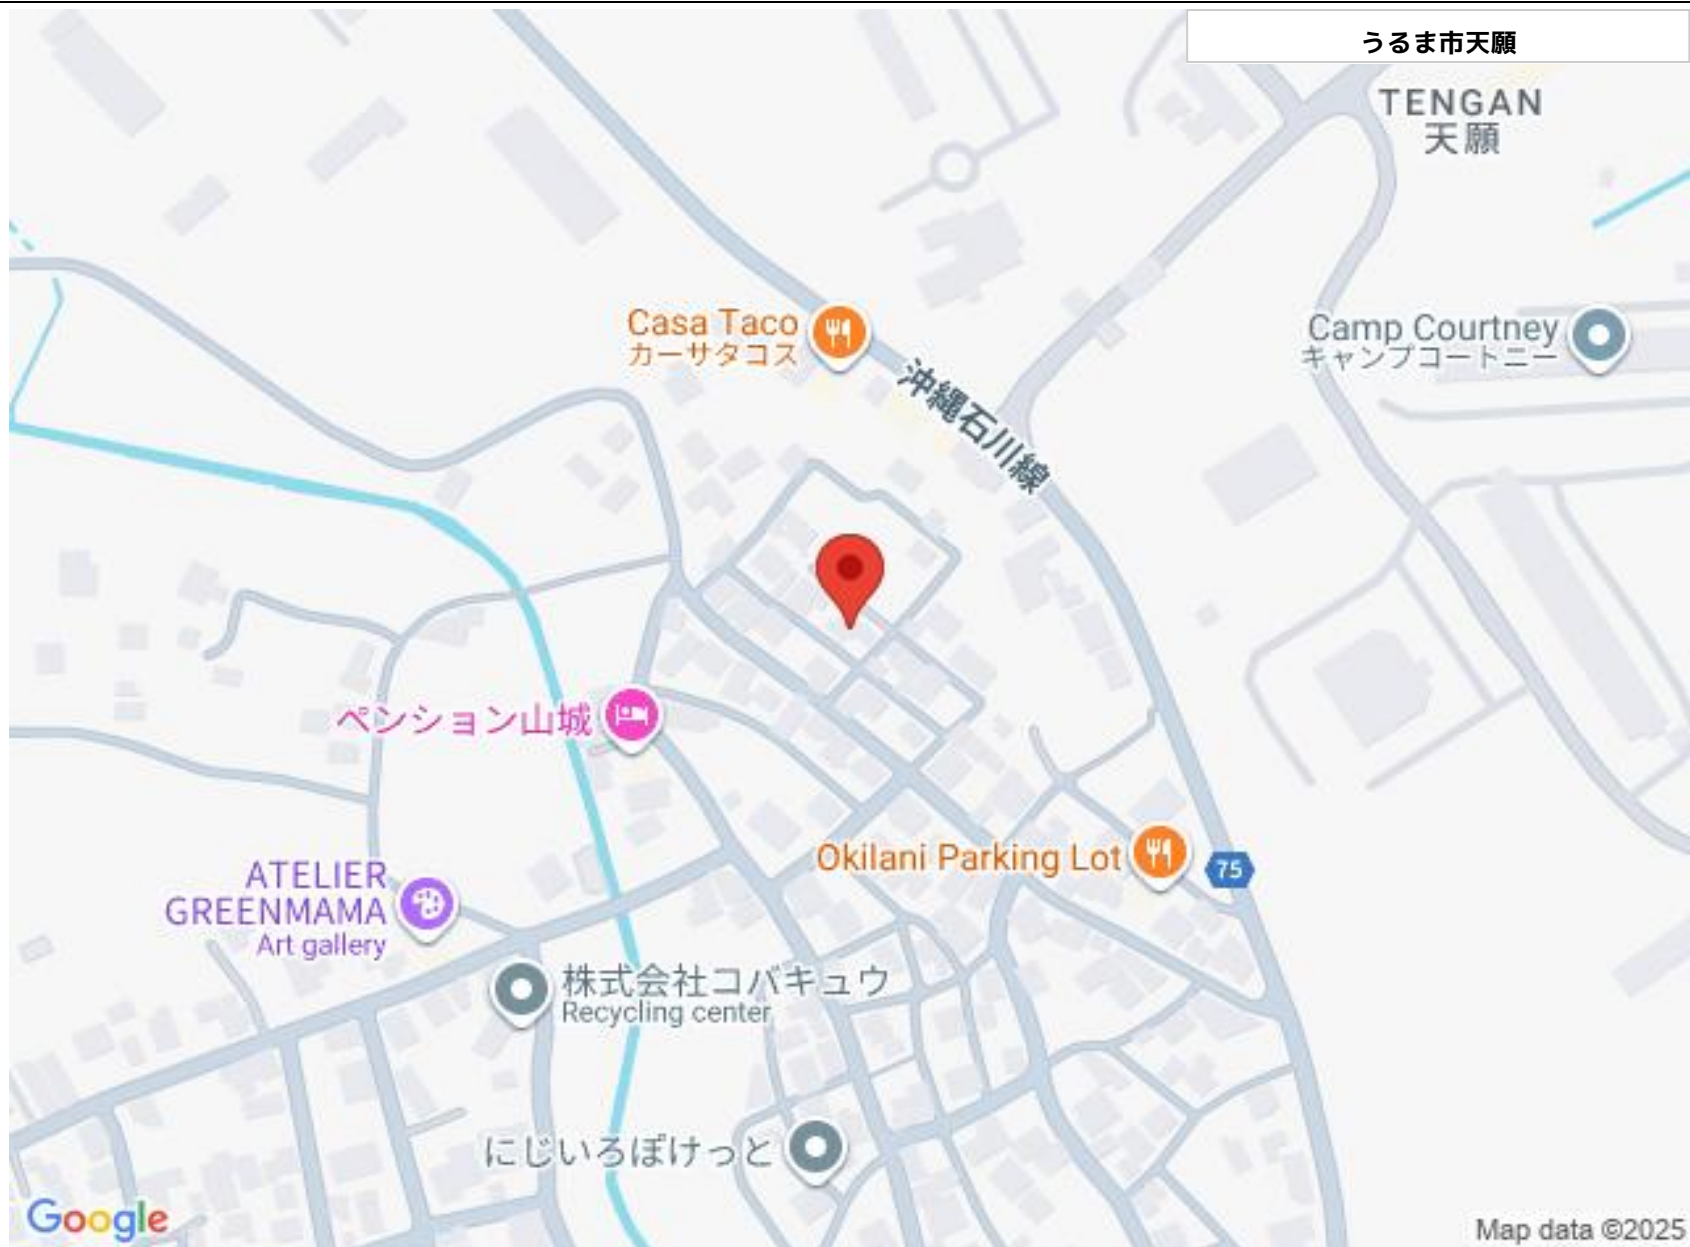 うるま市天願
TENGAN
天願
Casa Taco
カーサタコス
沖縄石川線
Camp Courtney
キャンプコートニー
ペンション山城
Okilani Parking Lot
75
ATELIER
GREENMAMA
Art gallery
株式会社コバキュウ
Recycling center
にじいろぽけっと
Google
Map data ©2025